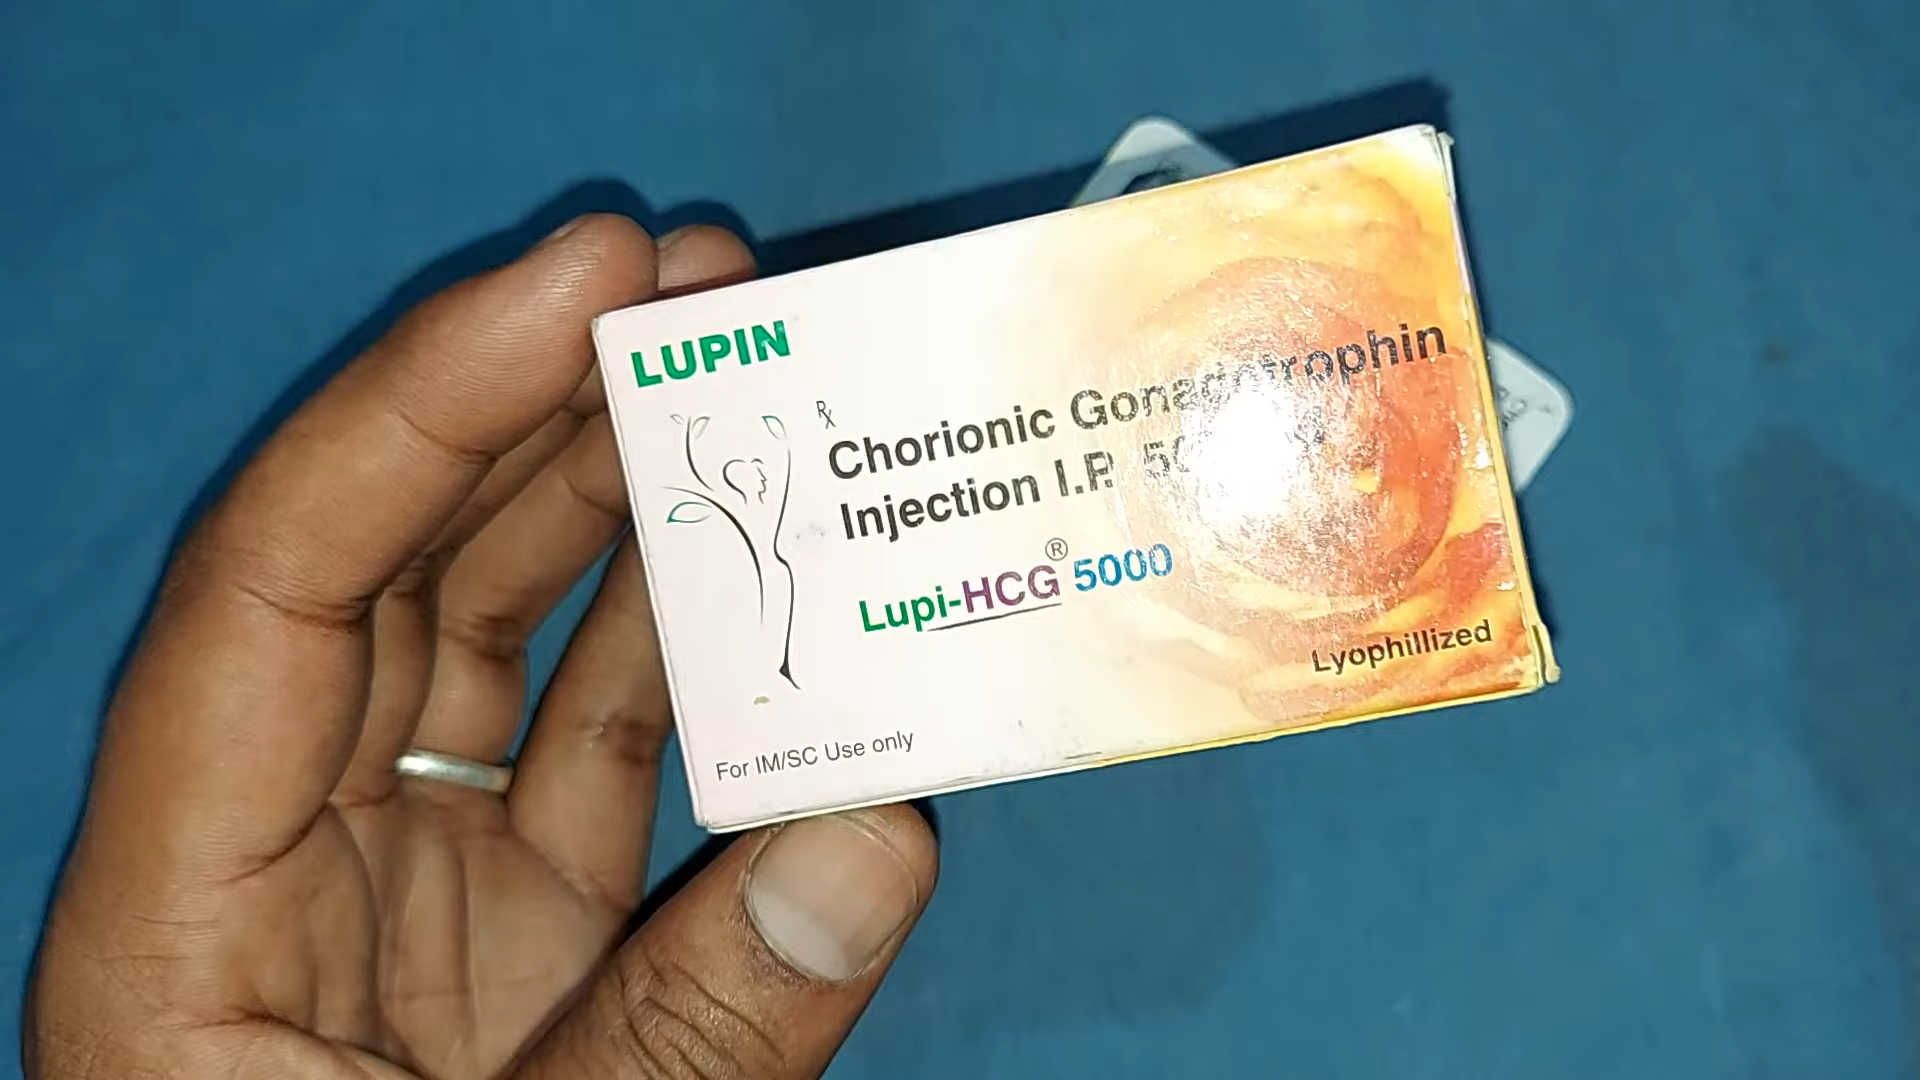 LUPIN
Rx
Chorionic Gonadotrophin
Injection I.P.
Lupi-HCG® 5000
Lyophillized
For IM/SC Use only